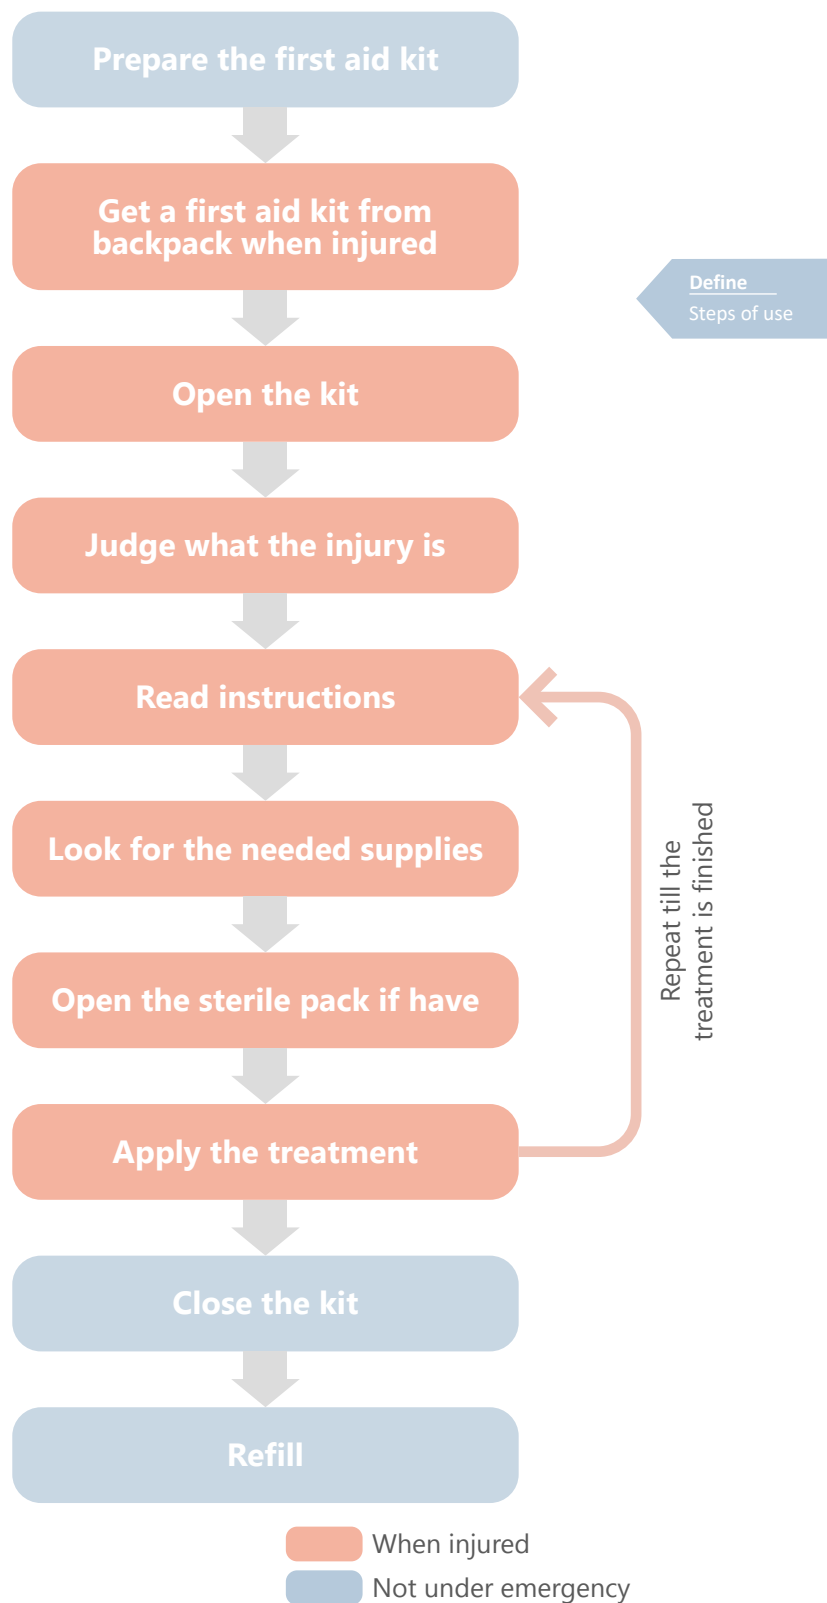 Prepare the first aid kit
Get a first aid kit from
backpack when injured
Define
Steps of use
Open the kit
Judge what the injury is
Read instructions
Look for the needed supplies
Repeat till the
treatment is finished
Open the sterile pack if have
Apply the treatment
Close the kit
Refill
When injured
Not under emergency